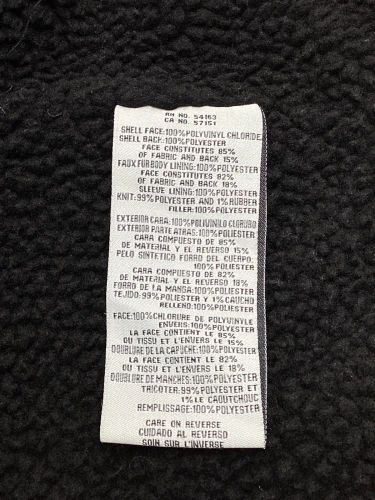 RN NO. 54163
CA NO. 57151
SHELL FACE:100%POLYVINYL CHLORIDE
SHELL BACK:100%POLYESTER
FACE CONSTITUTES 85%
OF FABRIC AND BACK 15%
FAUX FUR BODY LINING:100%POLYESTER
FACE CONSTITUTES 82%
OF FABRIC AND BACK 18%
SLEEVE LINING:100%POLYESTER
KNIT:99%POLYESTER AND 1%RUBBER
FILLER:100%POLYESTER
EXTERIOR CARA:100%POLIVINILO CLORURO
EXTERIOR PARTE ATRAS:100%POLIESTER
CARA COMPUESTO DE 85%
DE MATERIAL Y EL REVERSO 15%
PELO SINTETICO FORRO DEL CUERPO:
100%POLIESTER
CARA COMPUESTO DE 82%
DE MATERIAL Y EL REVERSO 18%
FORRO DE LA MANGA:100%POLIESTER
TEJIDO:99%POLIESTER Y 1%CAUCHO
RELLENO:100%POLIESTER
FACE:100%CHLORURE DE POLYVINYLE
ENVERS:100%POLYESTER
LA FACE CONTIENT LE 85%
OU TISSU ET L'ENVERS LE 15%
DOUBLURE DE LA CAPUCHE:100%POLYESTER
LA FACE CONTIENT LE 82%
OU TISSU ET L'ENVERS LE 18%
DOUBLURE DE MANCHES:100%POLYESTER
TRICOTER:99%POLYESTER ET
1%LE CAOUTCHOUC
REMPLISSAGE:100%POLYESTER
CARE ON REVERSE
CUIDADO AL REVERSO
SOIN SUR L'INVERSE